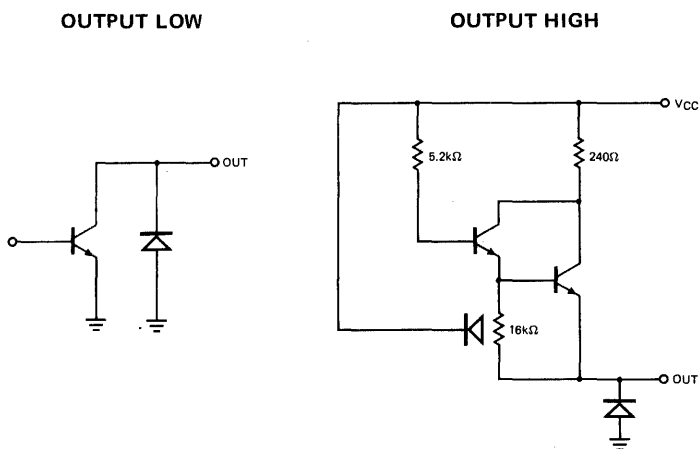 OUTPUT LOW
OUTPUT HIGH
VCC
5.2kΩ
240Ω
OUT
16kΩ
OUT